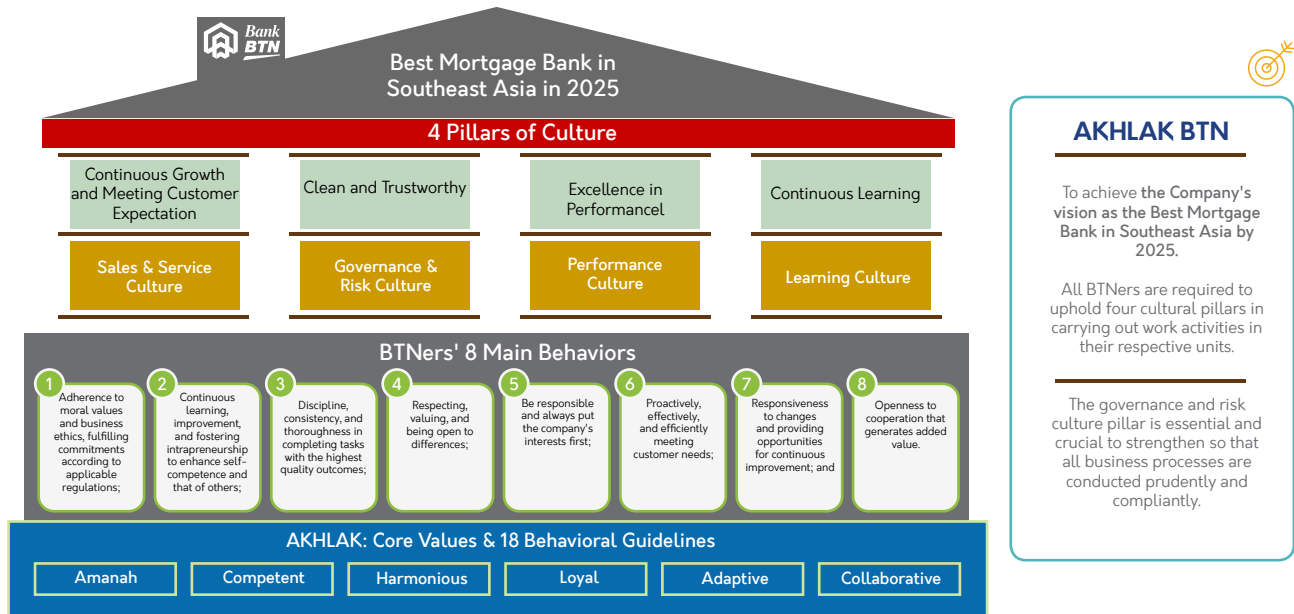 Bank
BTN
Best Mortgage Bank in
Southeast Asia in 2025
4 Pillars of Culture
Continuous Growth
and Meeting Customer
Expectation
Clean and Trustworthy
Excellence in
Performancel
Continuous Learning
Sales & Service
Culture
Governance &
Risk Culture
Performance
Culture
Learning Culture
BTNers' 8 Main Behaviors
1
Adherence to
moral values
and business
ethics, fulfilling
commitments
according to
applicable
regulations;
2
Continuous
learning,
improvement,
and fostering
intrapreneurship
to enhance self-
competence and
that of others;
3
Discipline,
consistency, and
thoroughness in
completing tasks
with the highest
quality outcomes;
4
Respecting,
valuing, and
being open to
differences;
5
Be responsible
and always put
the company's
interests first;
6
Proactively,
effectively,
and efficiently
meeting
customer needs;
7
Responsiveness
to changes
and providing
opportunities
for continuous
improvement; and
8
Openness to
cooperation that
generates added
value.
AKHLAK: Core Values & 18 Behavioral Guidelines
Amanah
Competent
Harmonious
Loyal
Adaptive
Collaborative
AKHLAK BTN
To achieve the Company's
vision as the Best Mortgage
Bank in Southeast Asia by
2025.
All BTNers are required to
uphold four cultural pillars in
carrying out work activities in
their respective units.
The governance and risk
culture pillar is essential and
crucial to strengthen so that
all business processes are
conducted prudently and
compliantly.